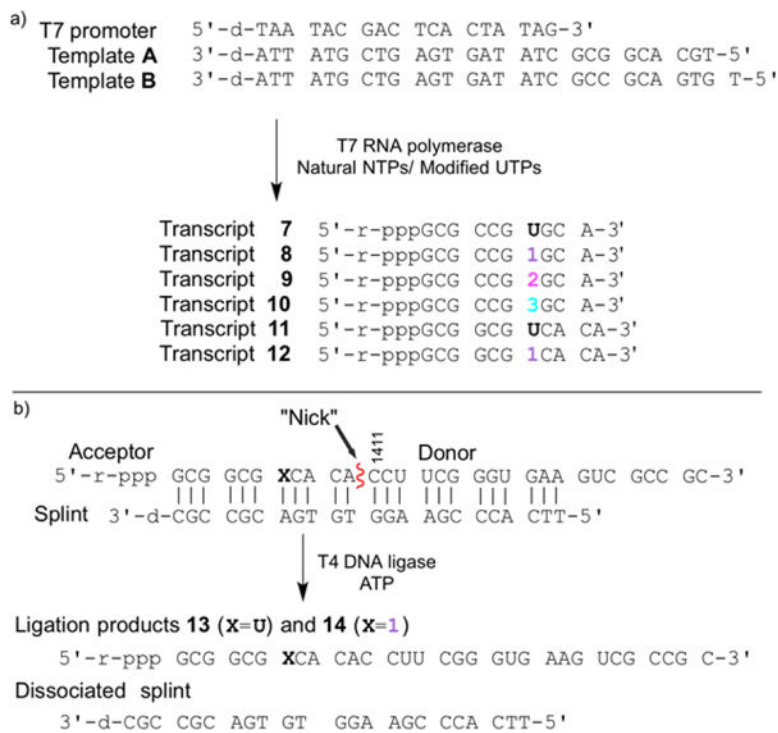 a)
T7 promoter 5'-d-TAA TAC GAC TCA CTA TAG-3'
Template A 3'-d-ATT ATG CTG AGT GAT ATC GCG GCA CGT-5'
Template B 3'-d-ATT ATG CTG AGT GAT ATC GCC GCA GTG T-5'
T7 RNA polymerase
Natural NTPs/ Modified UTPs
Transcript 7 5'-r-pppGCG CCG UGC A-3'
Transcript 8 5'-r-pppGCG CCG 1GC A-3'
Transcript 9 5'-r-pppGCG CCG 2GC A-3'
Transcript 10 5'-r-pppGCG CCG 3GC A-3'
Transcript 11 5'-r-pppGCG GCG UCA CA-3'
Transcript 12 5'-r-pppGCG GCG 1CA CA-3'
b)
"Nick"
Acceptor 1411 Donor
5'-r-ppp GCG GCG XCA CA CCU UCG GGU GAA GUC GCC GC-3'
Splint 3'-d-CGC CGC AGT GT GGA AGC CCA CTT-5'
T4 DNA ligase
ATP
Ligation products 13 (X=U) and 14 (X=1)
5'-r-ppp GCG GCG XCA CAC CUU CGG GUG AAG UCG CCG C-3'
Dissociated splint
3'-d-CGC CGC AGT GT GGA AGC CCA CTT-5'